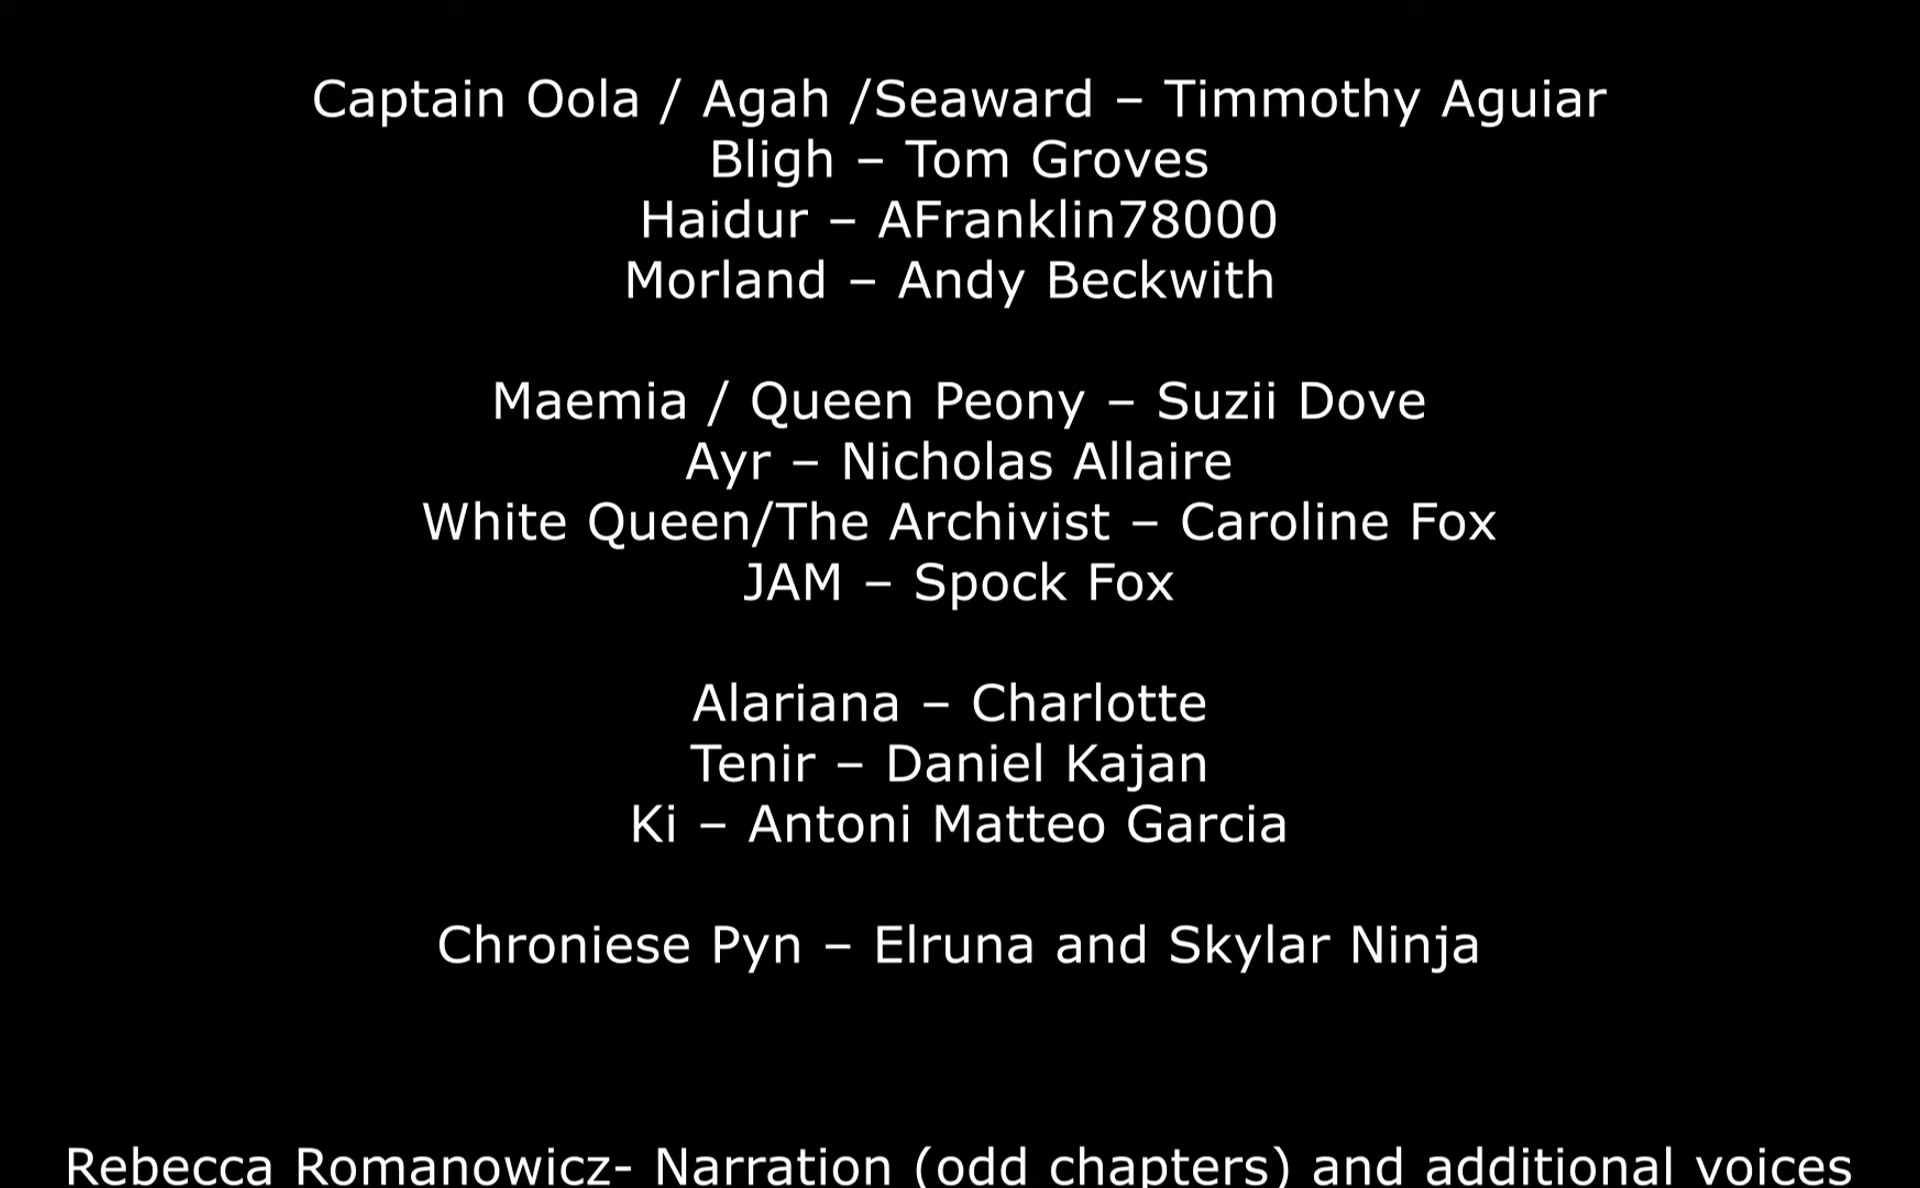 Captain Oola / Agah /Seaward – Timmothy Aguiar
Bligh – Tom Groves
Haidur – AFranklin78000
Morland – Andy Beckwith
Maemia / Queen Peony – Suzii Dove
Ayr – Nicholas Allaire
White Queen/The Archivist – Caroline Fox
JAM – Spock Fox
Alariana – Charlotte
Tenir – Daniel Kajan
Ki – Antoni Matteo Garcia
Chroniese Pyn – Elruna and Skylar Ninja
Rebecca Romanowicz- Narration (odd chapters) and additional voices